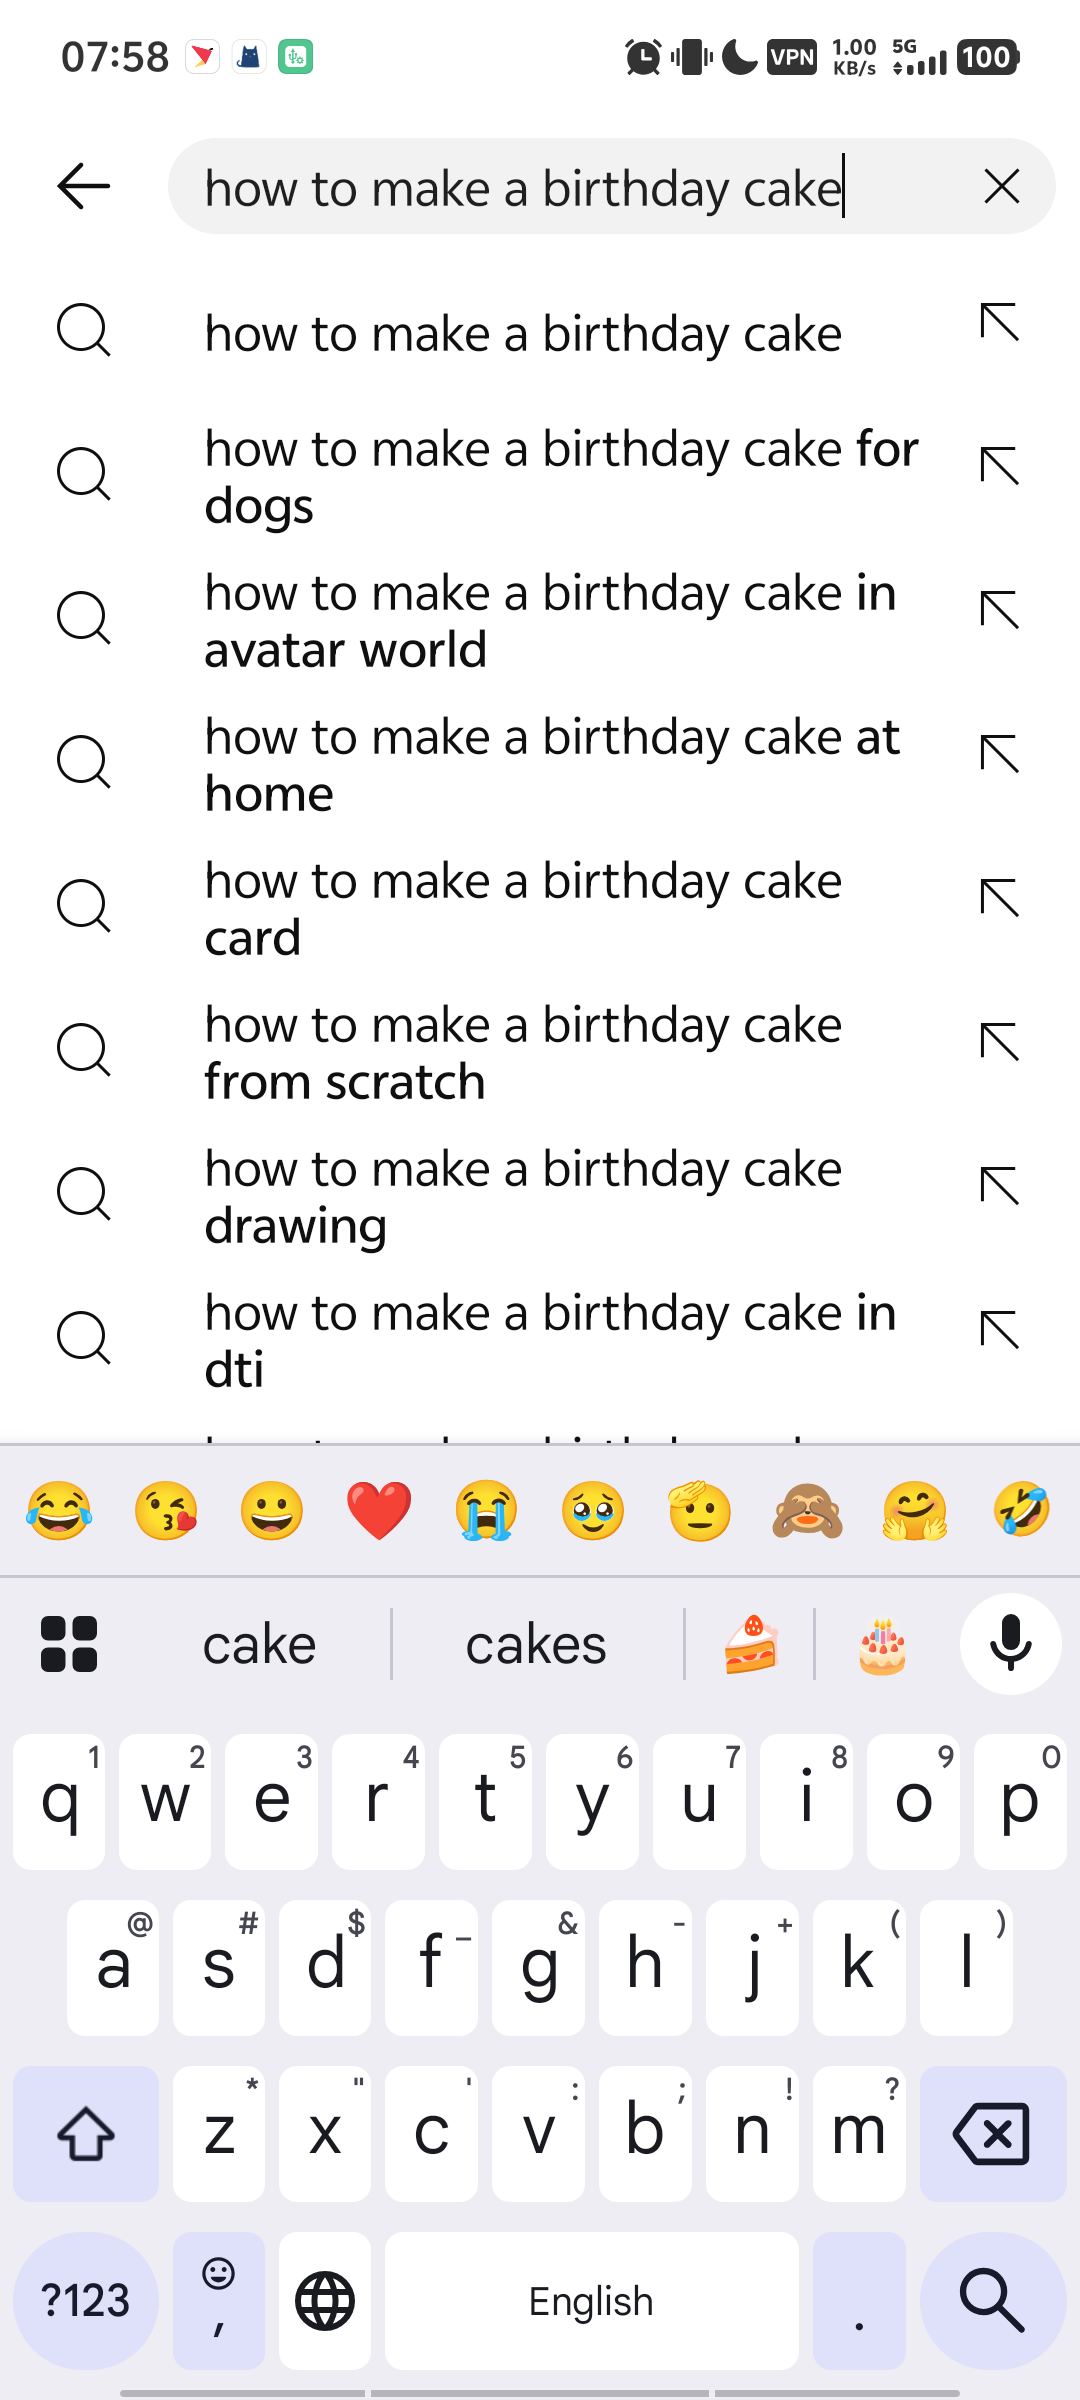 07:58 VPN 1.00 KB/s 5G 100
how to make a birthday cake
how to make a birthday cake
how to make a birthday cake for
dogs
how to make a birthday cake in
avatar world
how to make a birthday cake at
home
how to make a birthday cake
card
how to make a birthday cake
from scratch
how to make a birthday cake
drawing
how to make a birthday cake in
dti
cake cakes
q1 w2 e3 r4 t5 y6 u7 i8 o9 p0
a@ s# d$ f_ g& h- j+ k( l)
z* x" c' v: b; n! m?
?123 , English .